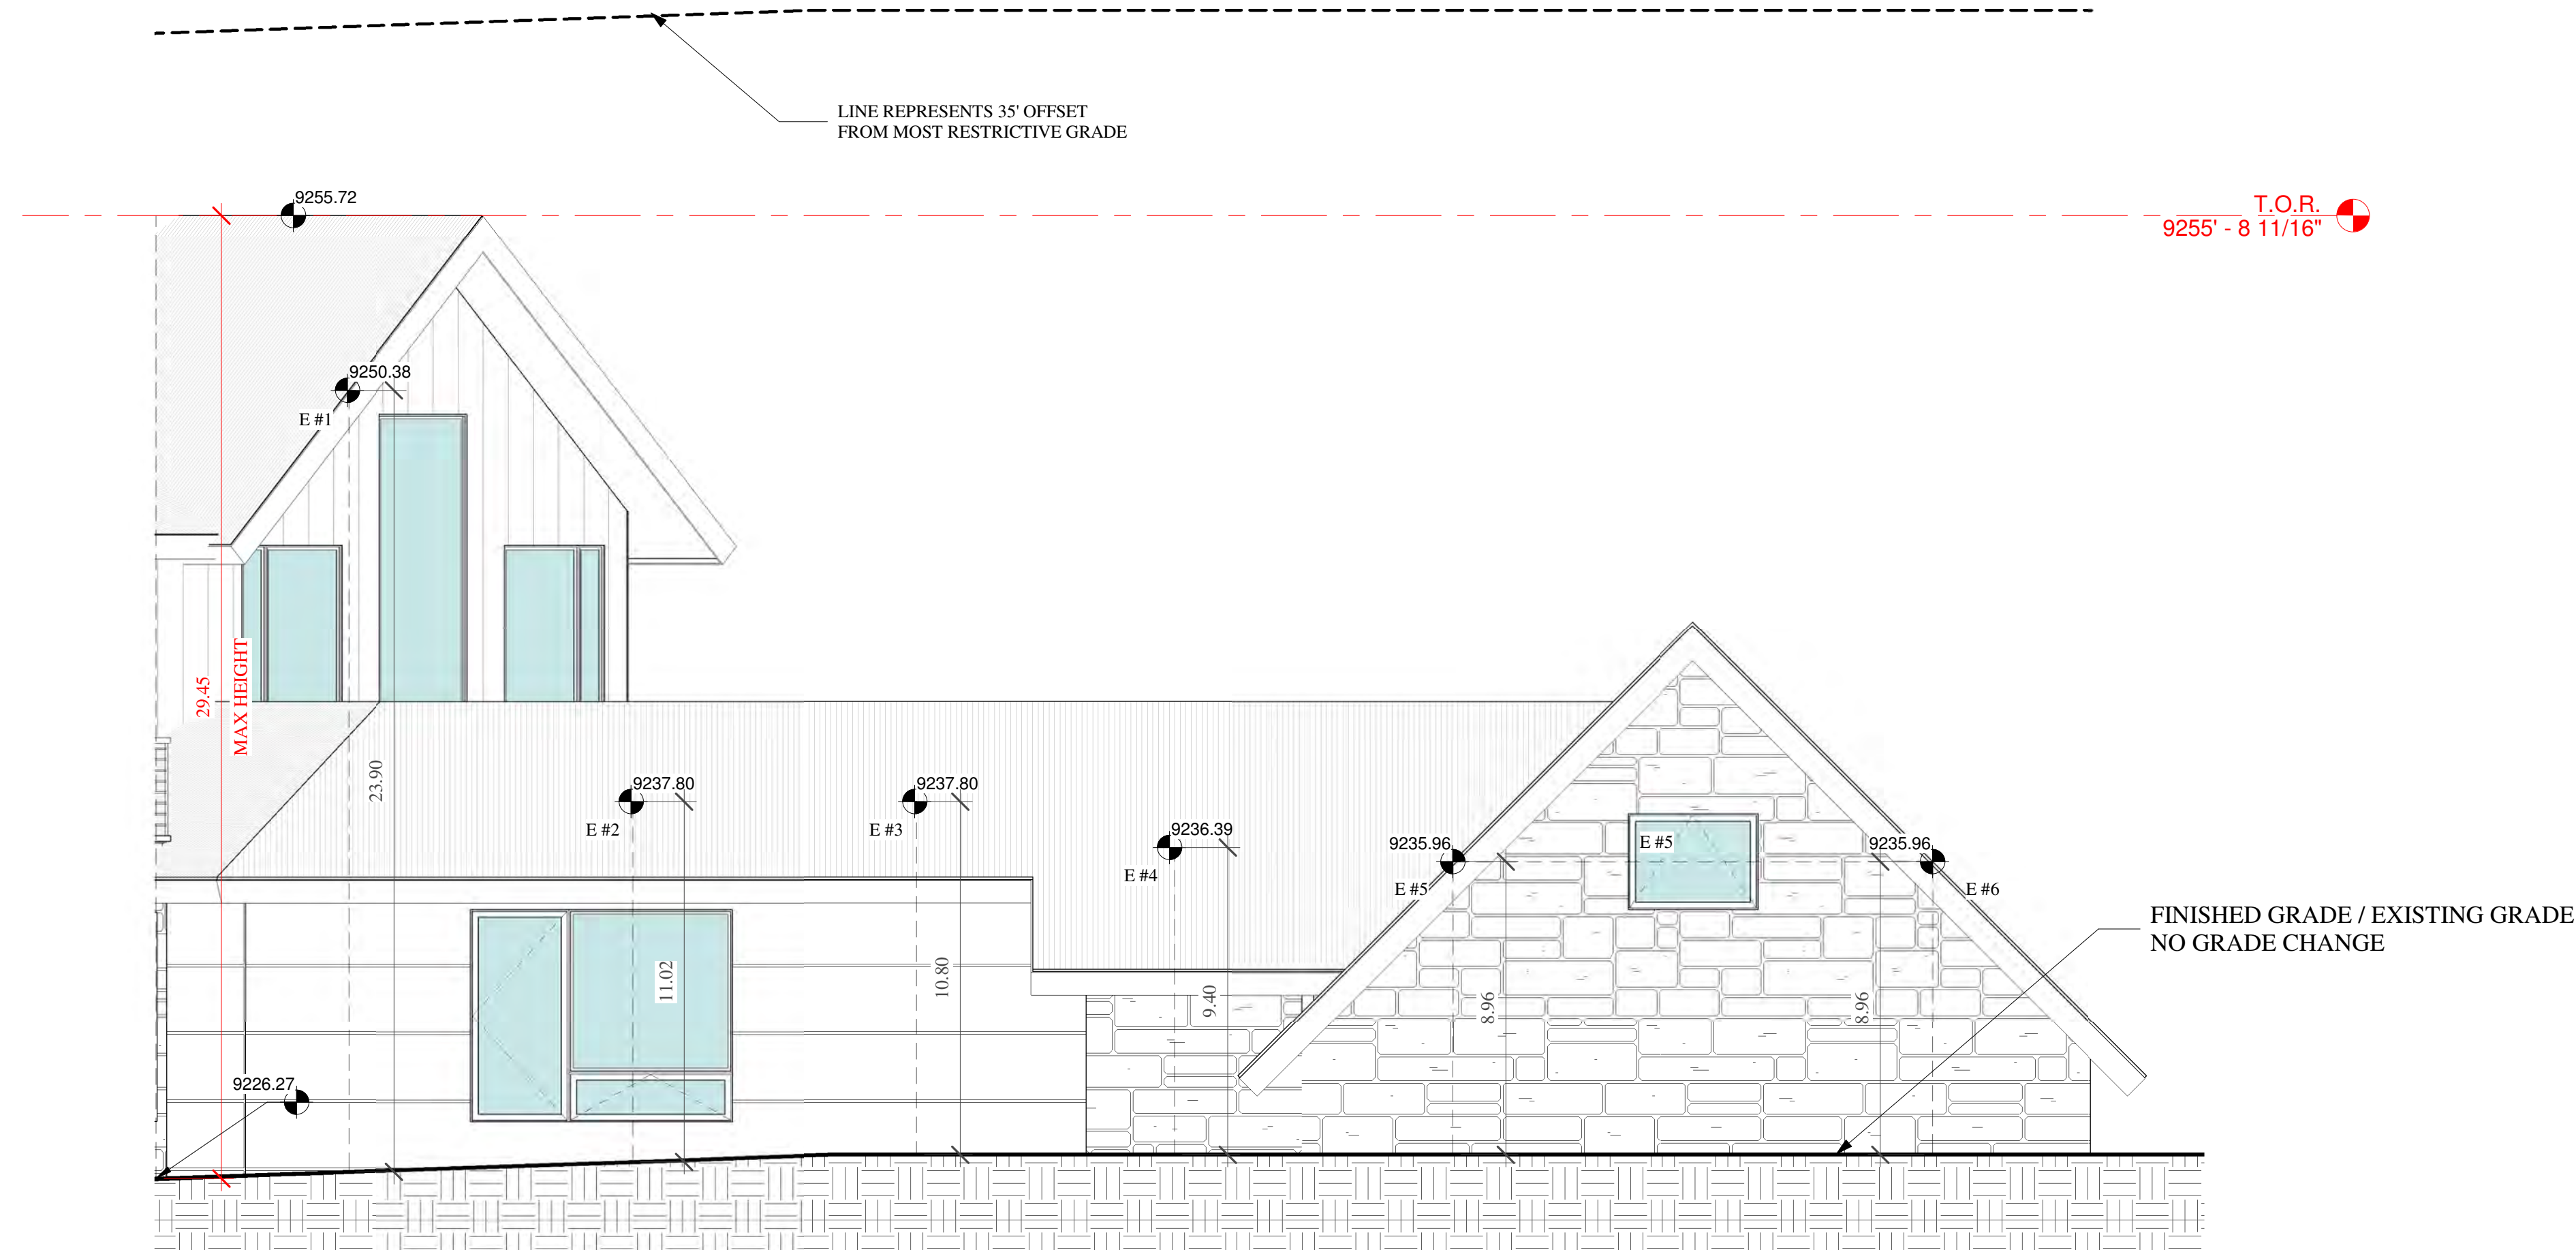 LINE REPRESENTS 35' OFFSET
FROM MOST RESTRICTIVE GRADE
9255.72
T.O.R.
9255' - 8 11/16"
9250.38
E #1
29.45
MAX HEIGHT
23.90
9237.80
E #2
9237.80
E #3
9236.39
E #4
9235.96
E #5
E #5
9235.96
E #6
FINISHED GRADE / EXISTING GRADE
NO GRADE CHANGE
11.02
10.80
9.40
8.96
8.96
9226.27